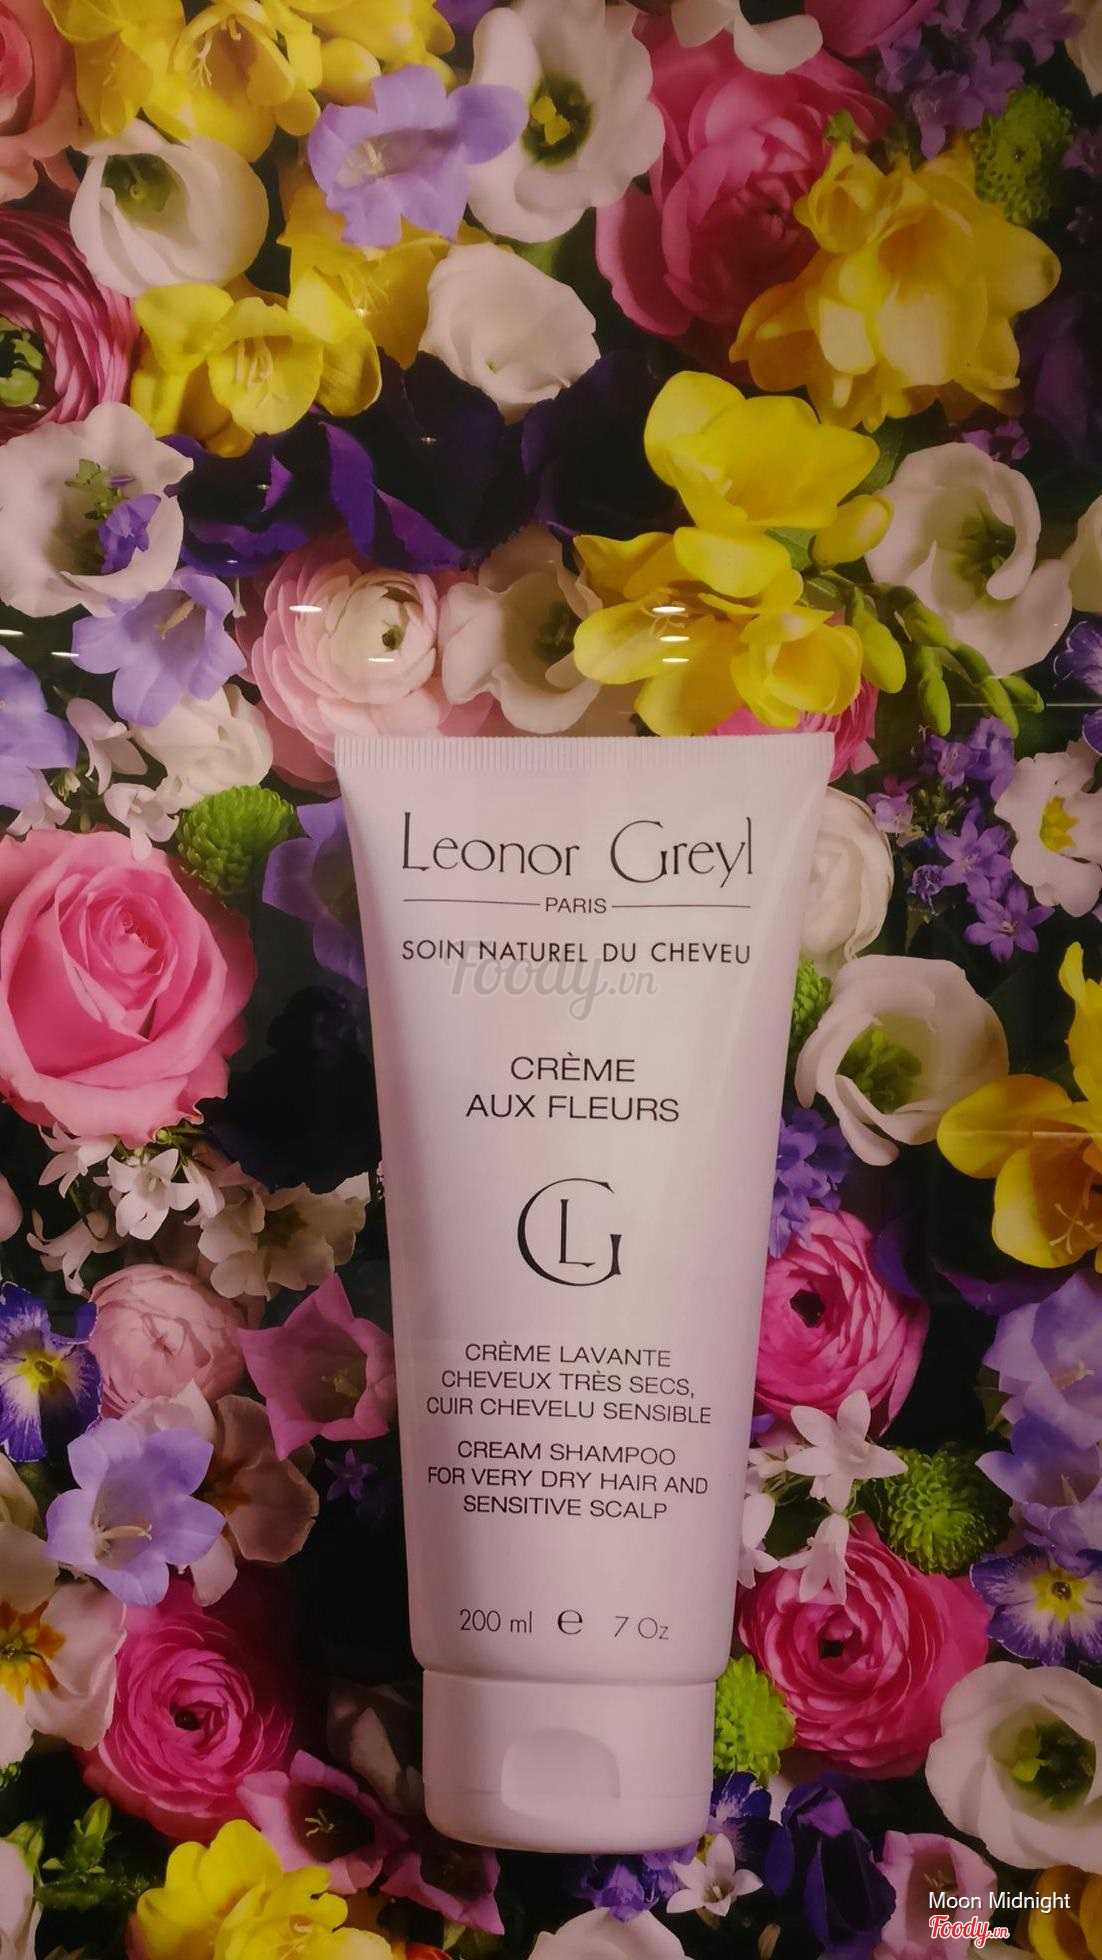 Leonor Greyl
PARIS
SOIN NATUREL DU CHEVEU
Foody.vn
CRÈME
AUX FLEURS
LG
CRÈME LAVANTE
CHEVEUX TRÈS SECS,
CUIR CHEVELU SENSIBLE
CREAM SHAMPOO
FOR VERY DRY HAIR AND
SENSITIVE SCALP
200 ml e 7 Oz
Moon Midnight
Foody.vn